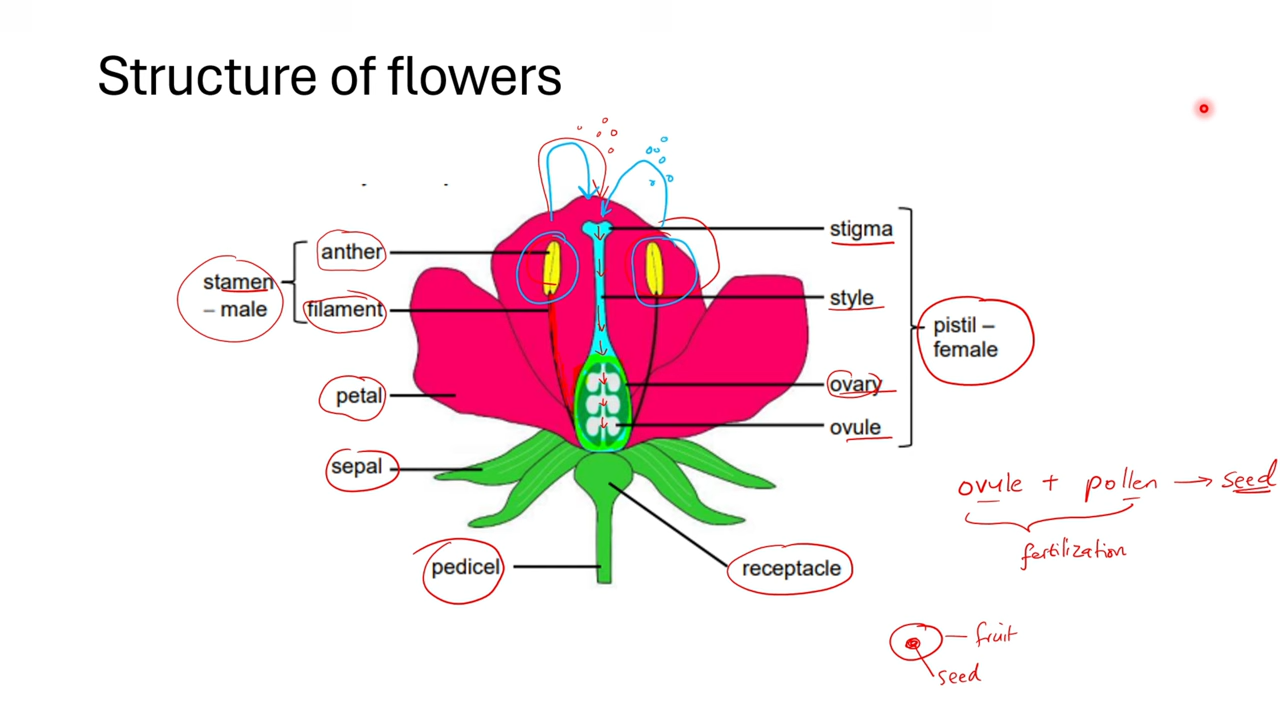 Structure of flowers
stigma
anther
stamen
– male
style
filament
pistil –
female
ovary
petal
ovule
sepal
ovule + pollen → seed
fertilization
pedicel
receptacle
fruit
seed